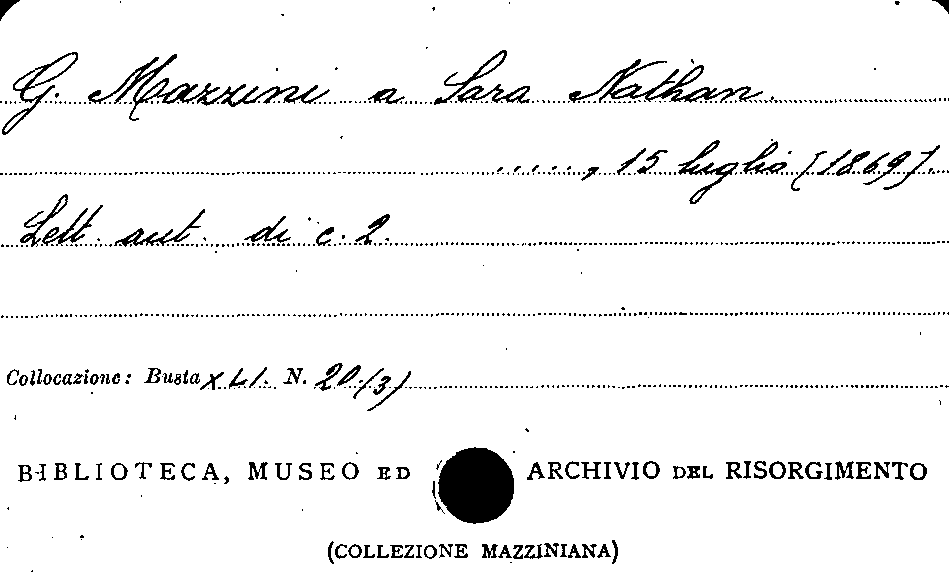 G. Mazzini a Sara Nathan.
....., 15 luglio [1869].
Lett. aut. di c. 2.
Collocazione: Busta XLI. N. 20.(3)
BIBLIOTECA, MUSEO ED ARCHIVIO DEL RISORGIMENTO
(COLLEZIONE MAZZINIANA)